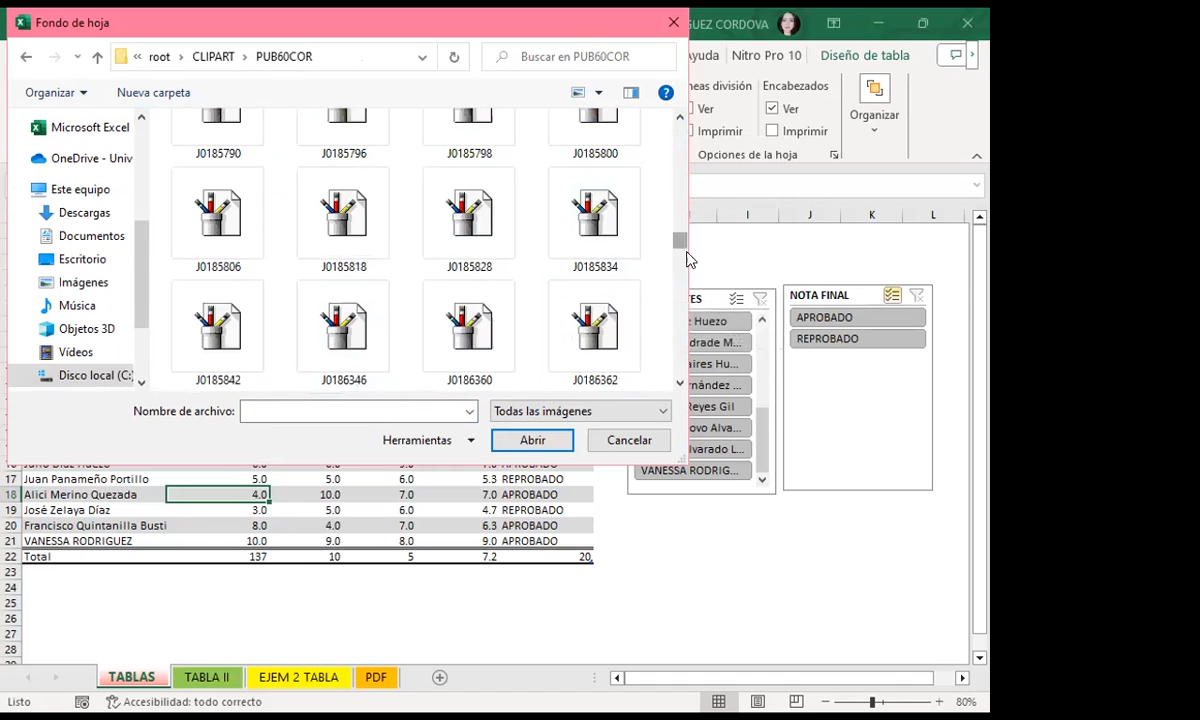 Fondo de hoja
GUEZ CORDOVA
root
CLIPART
PUB60COR
Buscar en PUB60COR
Ayuda
Nitro Pro 10
Diseño de tabla
Organizar
Nueva carpeta
eas división
Encabezados
Ver
Ver
Imprimir
Imprimir
Organizar
Opciones de la hoja
Microsoft Excel
OneDrive - Univ
Este equipo
Descargas
Documentos
Escritorio
Imágenes
Música
Objetos 3D
Vídeos
Disco local (C:
J0185790
J0185796
J0185798
J0185800
J0185806
J0185818
J0185828
J0185834
J0185842
J0186346
J0186360
J0186362
Nombre de archivo:
Todas las imágenes
Herramientas
Abrir
Cancelar
I J K L
TES
z Huezo
drade M...
aires Hu...
rnández ...
Reyes Gil
ovo Alva...
lvarado L...
VANESSA RODRIG...
NOTA FINAL
APROBADO
REPROBADO
17 Juan Panameño Portillo 5.0 5.0 6.0 5.3 REPROBADO
18 Alici Merino Quezada 4.0 10.0 7.0 7.0 APROBADO
19 José Zelaya Díaz 3.0 5.0 6.0 4.7 REPROBADO
20 Francisco Quintanilla Busti 8.0 4.0 7.0 6.3 APROBADO
21 VANESSA RODRIGUEZ 10.0 9.0 8.0 9.0 APROBADO
22 Total 137 10 5 7.2 20
23
24
25
26
27
28
TABLAS
TABLA II
EJEM 2 TABLA
PDF
Listo
Accesibilidad: todo correcto
80%